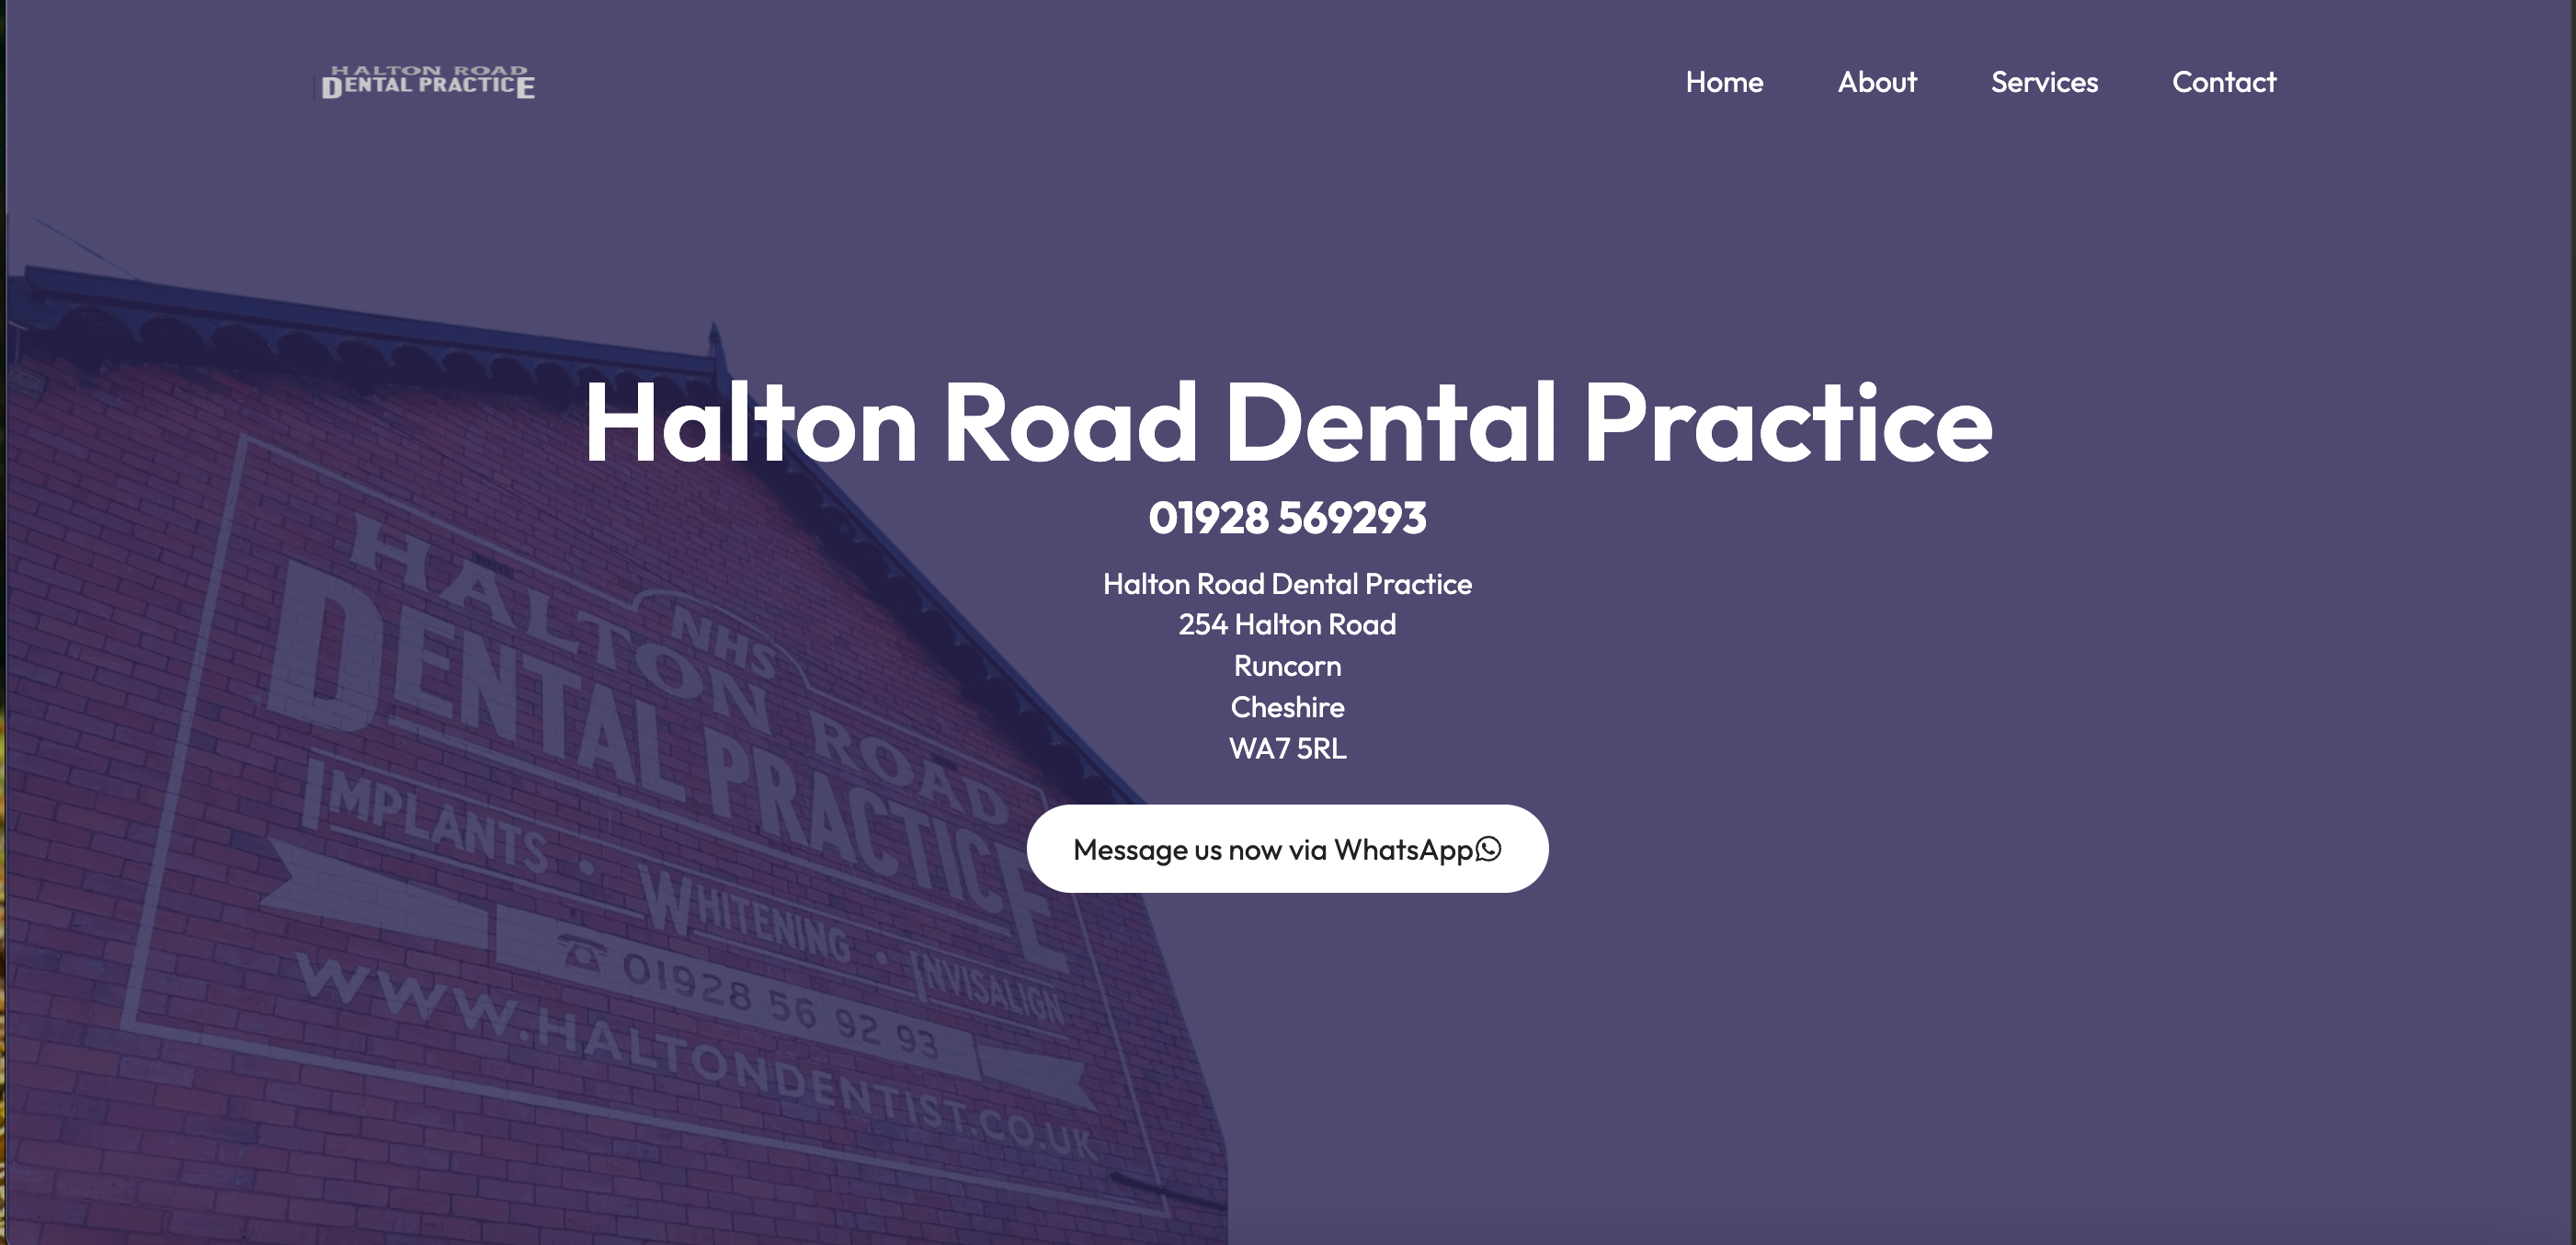 HALTON ROAD
DENTAL PRACTICE
Home About Services Contact
Halton Road Dental Practice
01928 569293
Halton Road Dental Practice
254 Halton Road
Runcorn
Cheshire
WA7 5RL
Message us now via WhatsApp
NHS
HALTON ROAD
DENTAL PRACTICE
IMPLANTS • WHITENING • INVISALIGN
01928 56 92 93
WWW.HALTONDENTIST.CO.UK